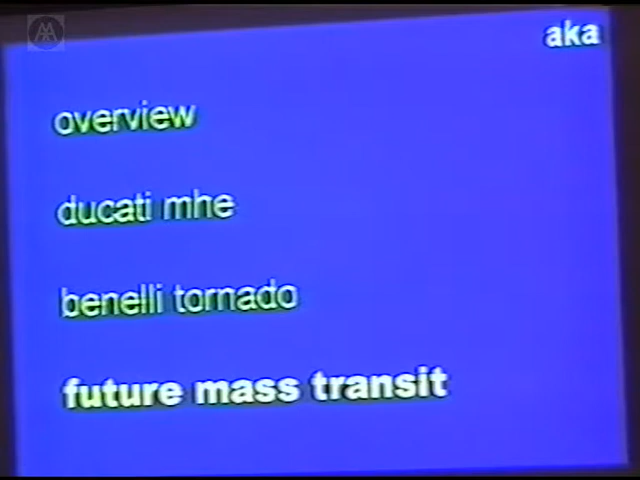 aka
overview
ducati mhe
benelli tornado
future mass transit